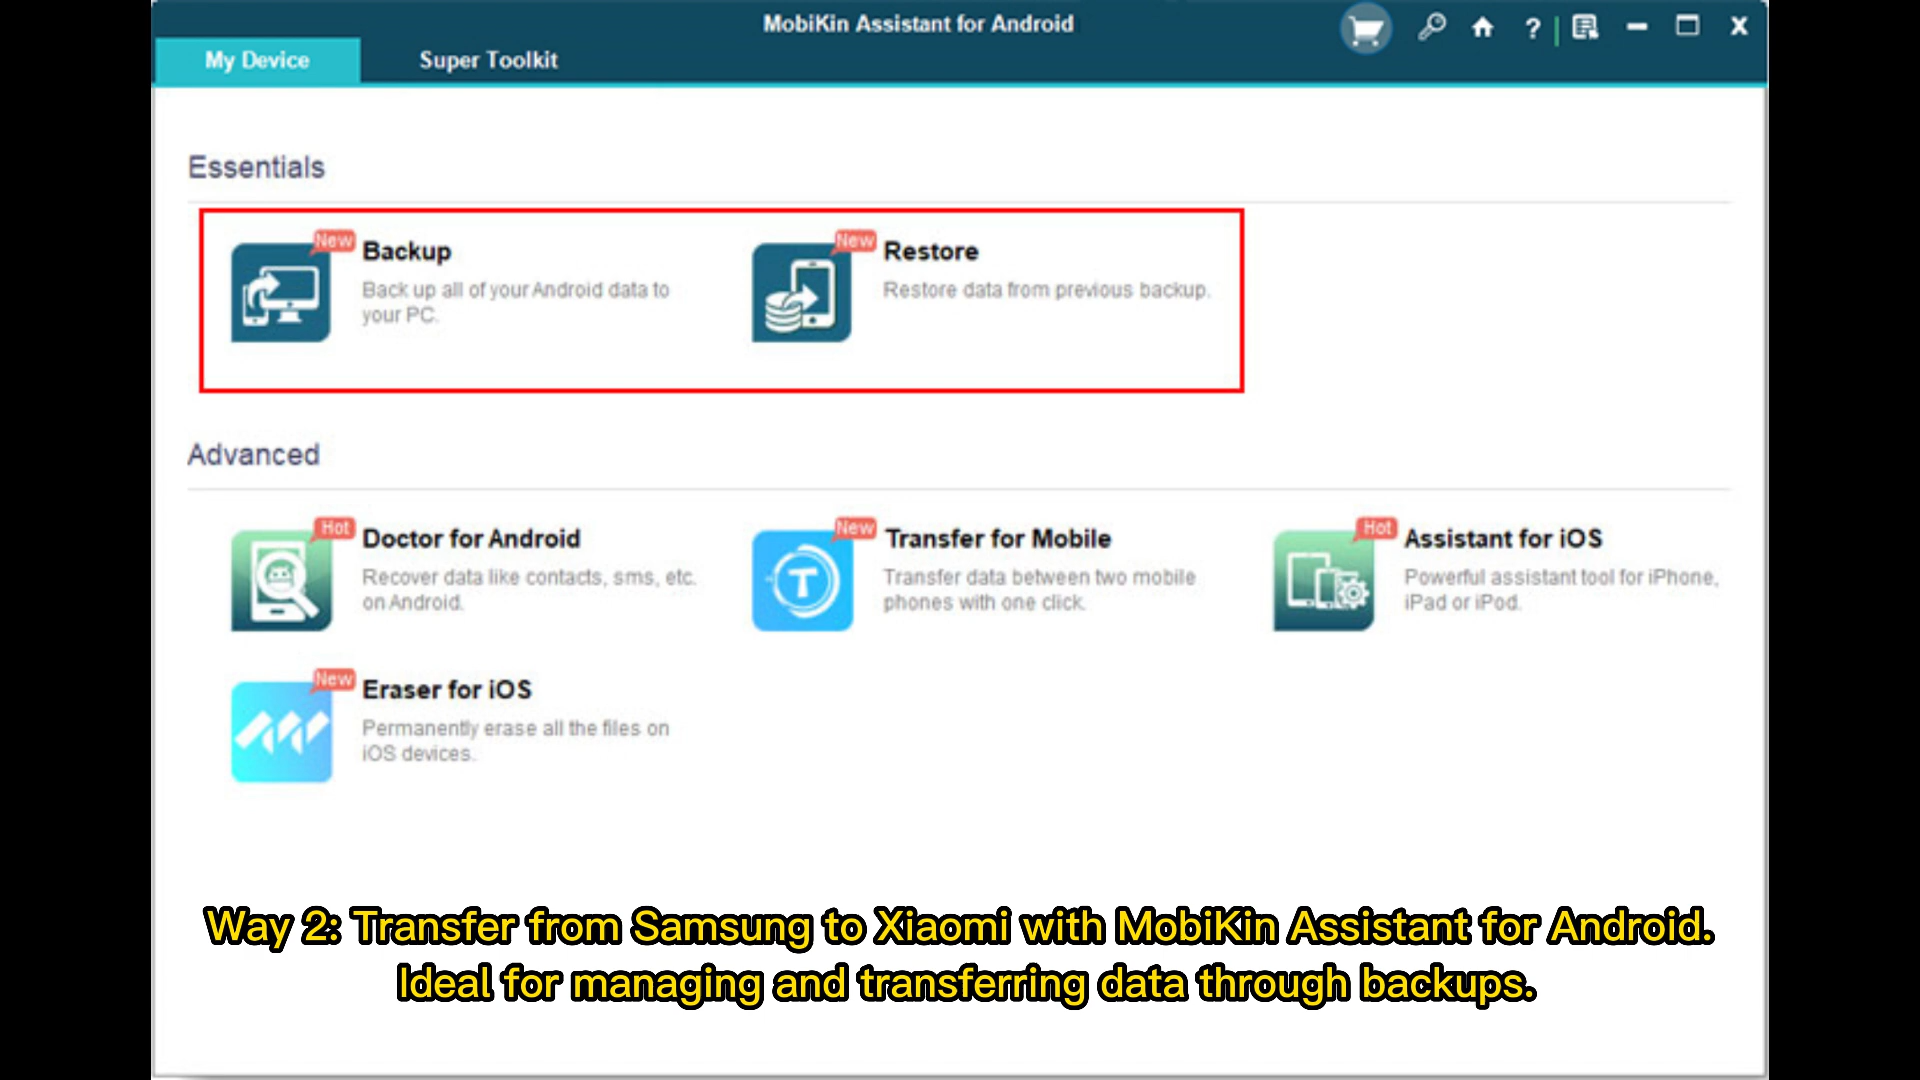 MobiKin Assistant for Android
?
X
My Device
Super Toolkit
Essentials
New
Backup
Back up all of your Android data to
your PC.
New
Restore
Restore data from previous backup.
Advanced
Hot
Doctor for Android
Recover data like contacts, sms, etc.
on Android.
New
T
Transfer for Mobile
Transfer data between two mobile
phones with one click.
Hot
Assistant for iOS
Powerful assistant tool for iPhone,
iPad or iPod.
New
Eraser for iOS
Permanently erase all the files on
iOS devices.
Way 2: Transfer from Samsung to Xiaomi with MobiKin Assistant for Android.
Ideal for managing and transferring data through backups.